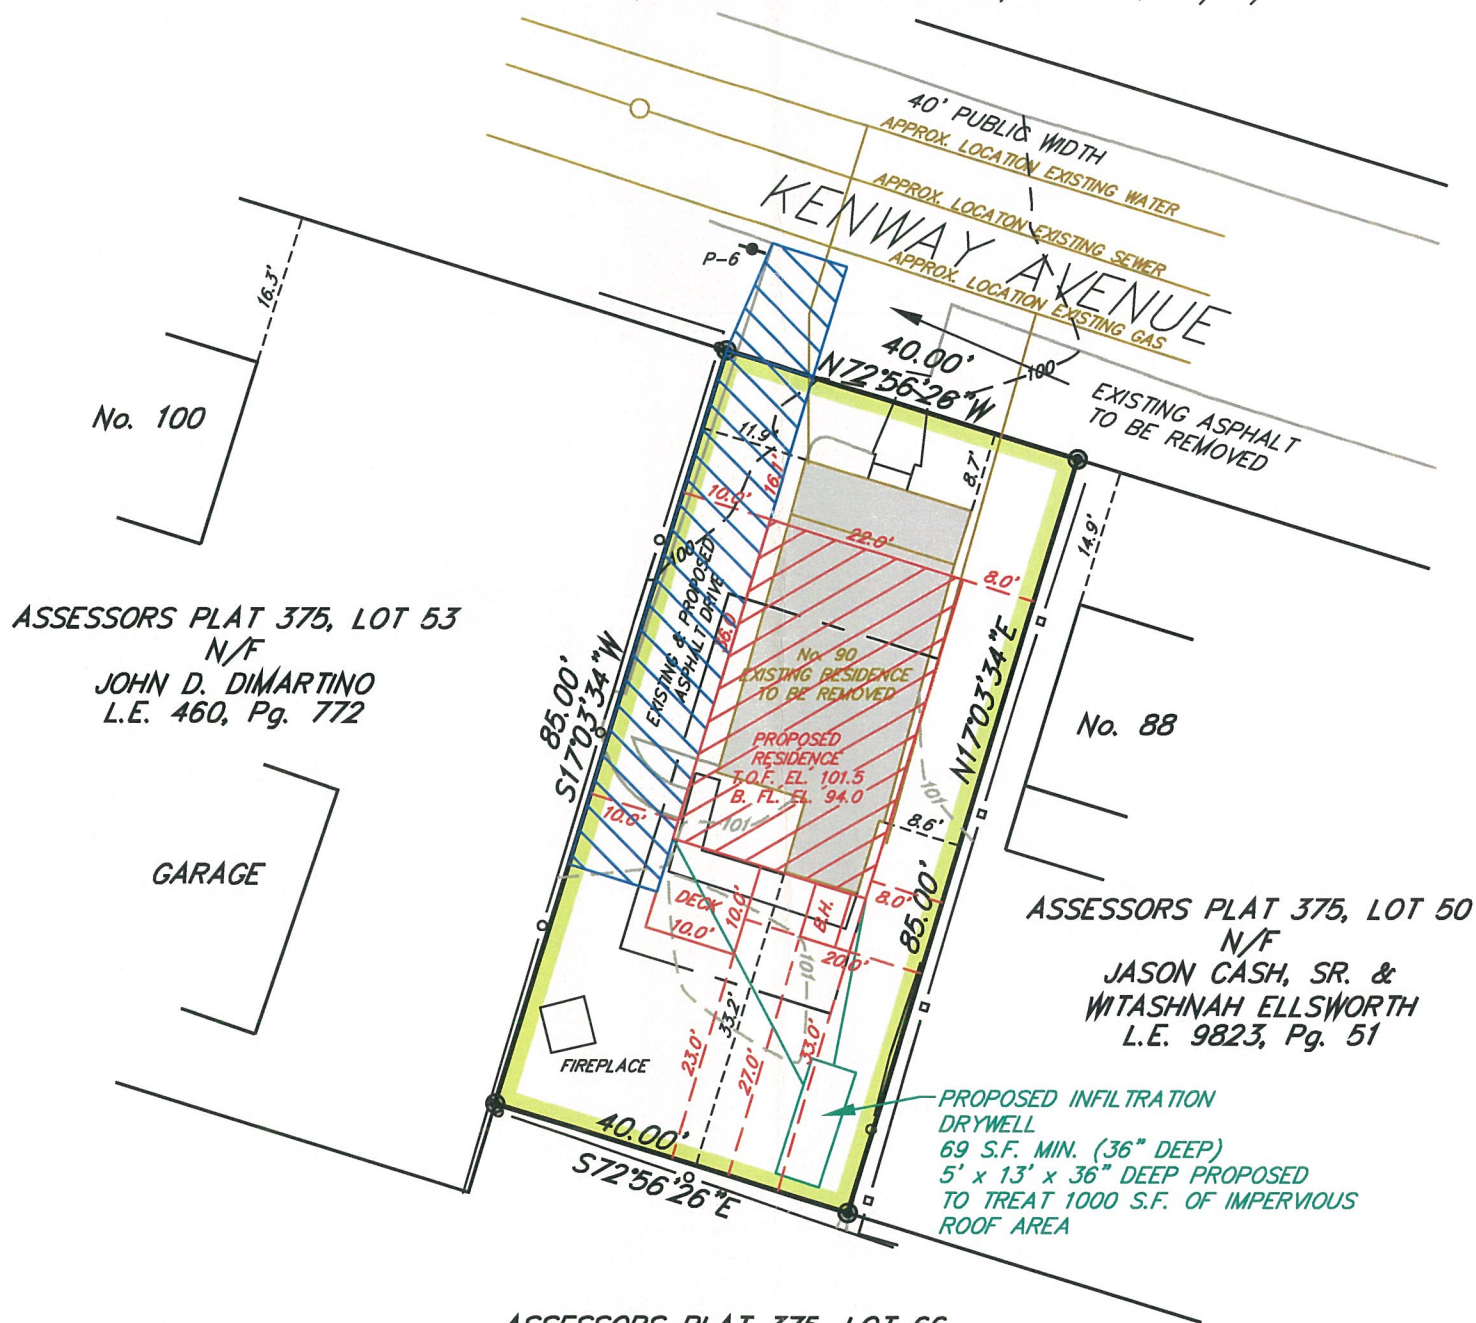 40' PUBLIC WIDTH
APPROX. LOCATION EXISTING WATER
APPROX. LOCATON EXISTING SEWER
KENWAY AVENUE
APPROX. LOCATION EXISTING GAS
P-6
16.3'
40.00'
N72°56'26"W
100
EXISTING ASPHALT
TO BE REMOVED
No. 100
11.9'
16.1'
8.7'
10.0'
22.0'
14.9'
8.0'
100
EXISTING & PROPOSED
ASPHALT DRIVE
ASSESSORS PLAT 375, LOT 53
N/F
JOHN D. DIMARTINO
L.E. 460, Pg. 772
85.00'
S17°03'34"W
No. 90
EXISTING RESIDENCE
TO BE REMOVED
N17°03'34"E
85.00'
No. 88
PROPOSED
RESIDENCE
T.O.F. EL. 101.5
B. FL. EL. 94.0
101
10.0'
101
8.6'
GARAGE
DECK
10.0'
10.0'
B.H.
8.0'
20.0'
101
ASSESSORS PLAT 375, LOT 50
N/F
JASON CASH, SR. &
WITASHNAH ELLSWORTH
L.E. 9823, Pg. 51
FIREPLACE
23.0'
33.2'
27.0'
33.0'
PROPOSED INFILTRATION
DRYWELL
69 S.F. MIN. (36" DEEP)
5' x 13' x 36" DEEP PROPOSED
TO TREAT 1000 S.F. OF IMPERVIOUS
ROOF AREA
40.00'
S72°56'26"E
ASSESSORS PLAT 375, LOT 66